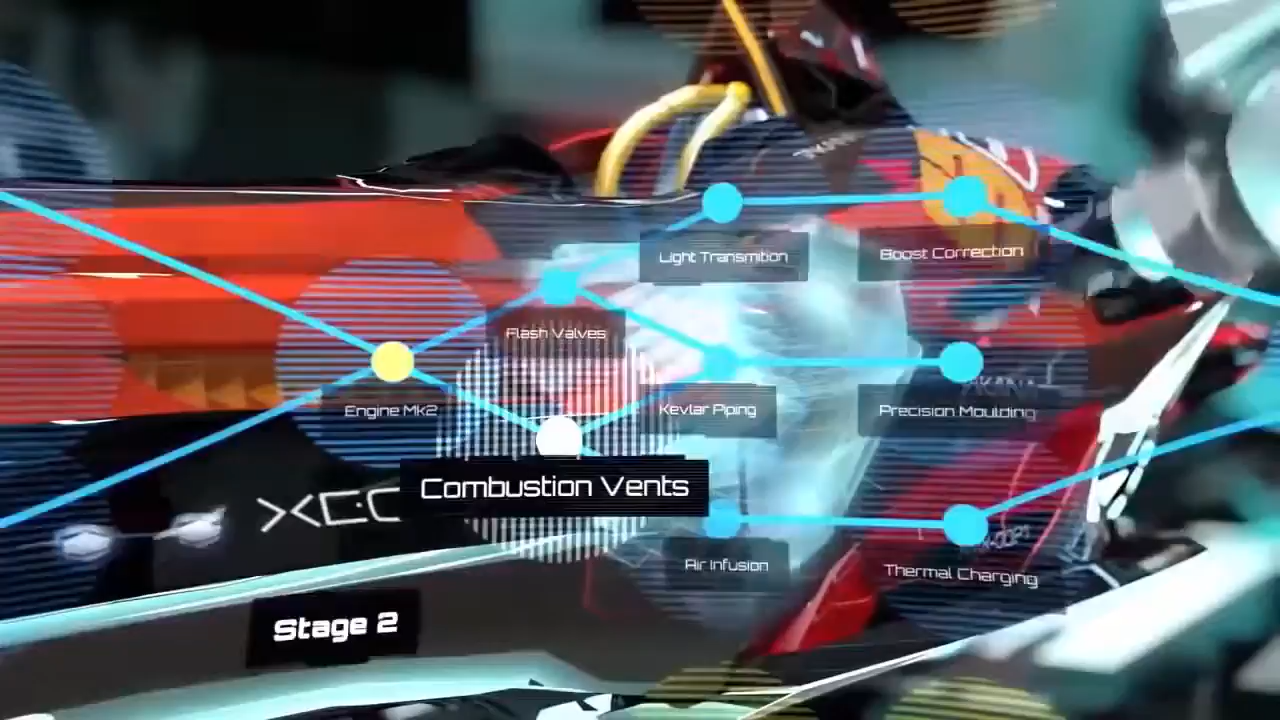 Light Transmition
Boost Correction
Flash Valves
Engine Mk2
Kevlar Piping
Precision Moulding
Combustion Vents
Air Infusion
Thermal Charging
Stage 2